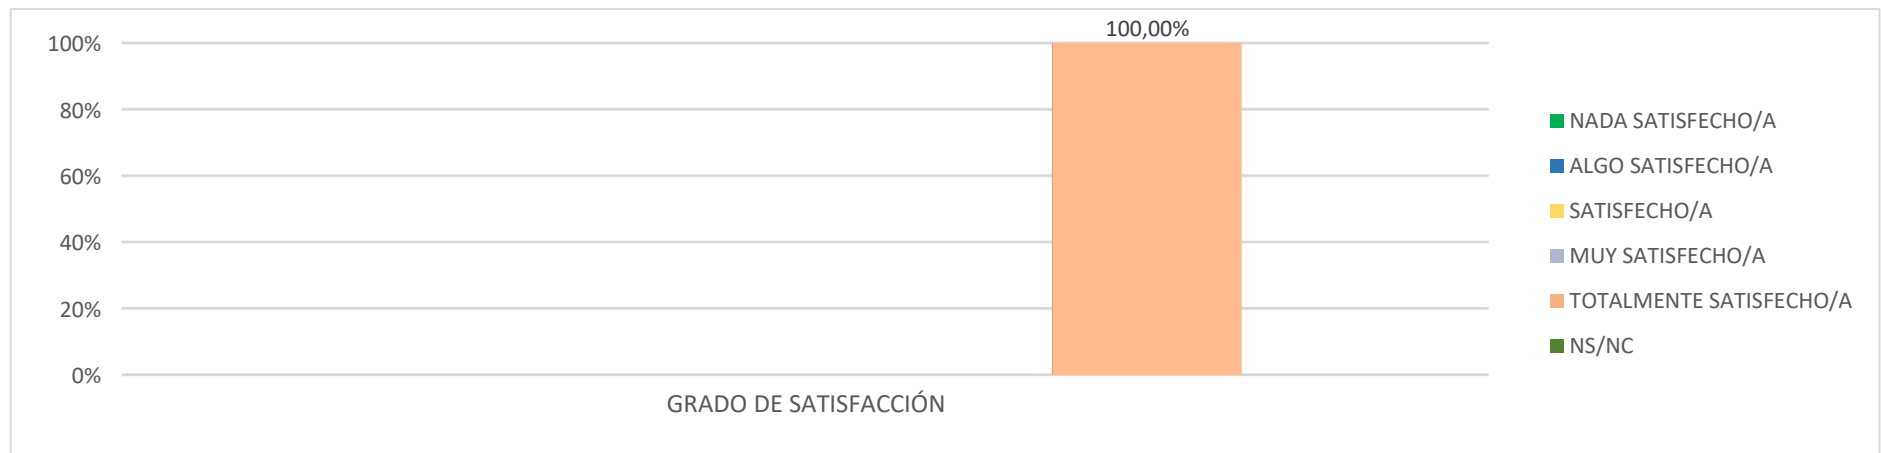 100,00%
100%
80%
60%
40%
20%
0%
GRADO DE SATISFACCIÓN
NADA SATISFECHO/A
ALGO SATISFECHO/A
SATISFECHO/A
MUY SATISFECHO/A
TOTALMENTE SATISFECHO/A
NS/NC